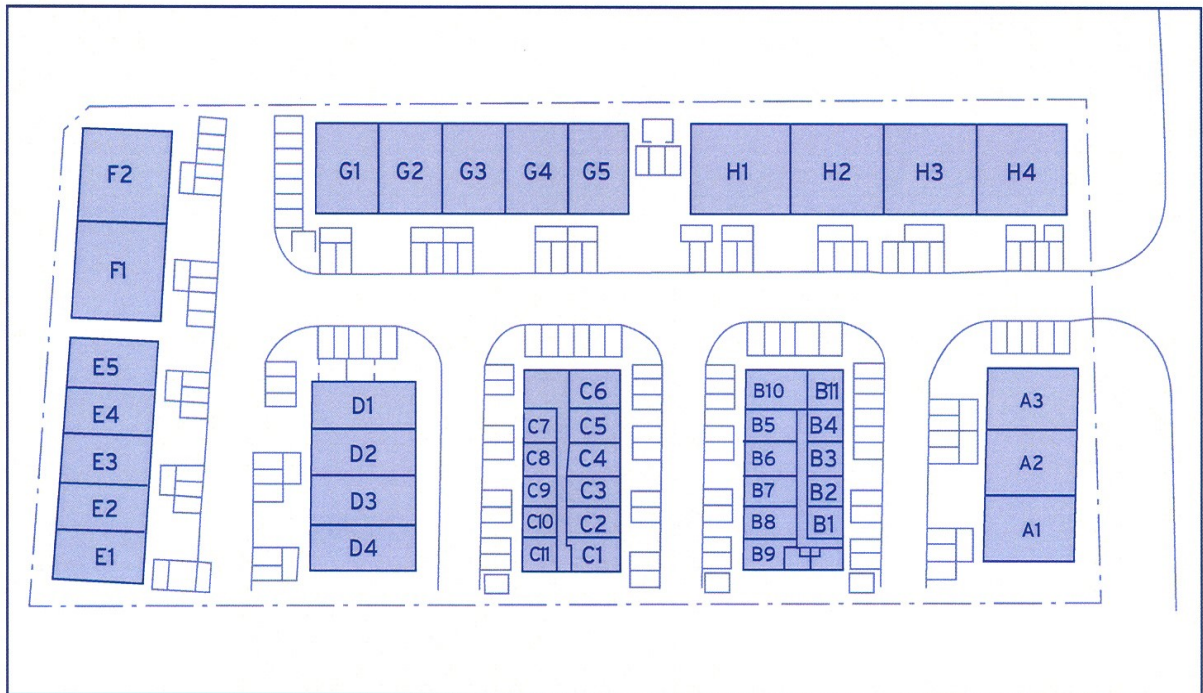 F2
F1
G1 G2 G3 G4 G5
H1 H2 H3 H4
E5
E4
E3
E2
E1
D1
D2
D3
D4
C6
C7 C5
C8 C4
C9 C3
C10 C2
C11 C1
B10 B11
B5 B4
B6 B3
B7 B2
B8 B1
B9
A3
A2
A1